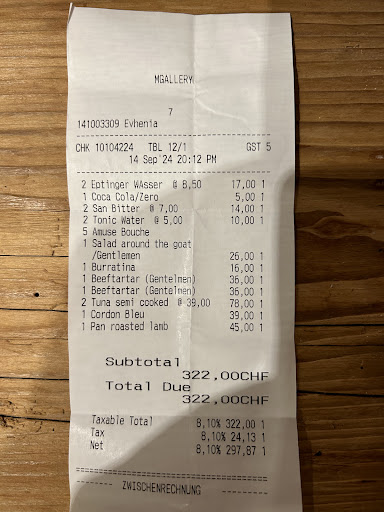 MGALLERY
7
141003309 Evhenia
CHK 10104224 TBL 12/1 GST 5
14 Sep'24 20:12 PM
2 Eptinger WAsser @ 8,50 17,00 1
1 Coca Cola/Zero 5,00 1
2 San Bitter @ 7,00 14,00 1
2 Tonic Water @ 5,00 10,00 1
5 Amuse Bouche
1 Salad around the goat
/Gentlemen 26,00 1
1 Burratina 16,00 1
1 Beeftartar (Gentelmen) 36,00 1
1 Beeftartar (Gentelmen) 36,00 1
2 Tuna semi cooked @ 39,00 78,00 1
1 Cordon Bleu 39,00 1
1 Pan roasted lamb 45,00 1
Subtotal
322,00CHF
Total Due
322,00CHF
Taxable Total 8,10% 322,00 1
Tax 8,10% 24,13 1
Net 8,10% 297,87 1
------- ZWISCHENRECHNUNG -------